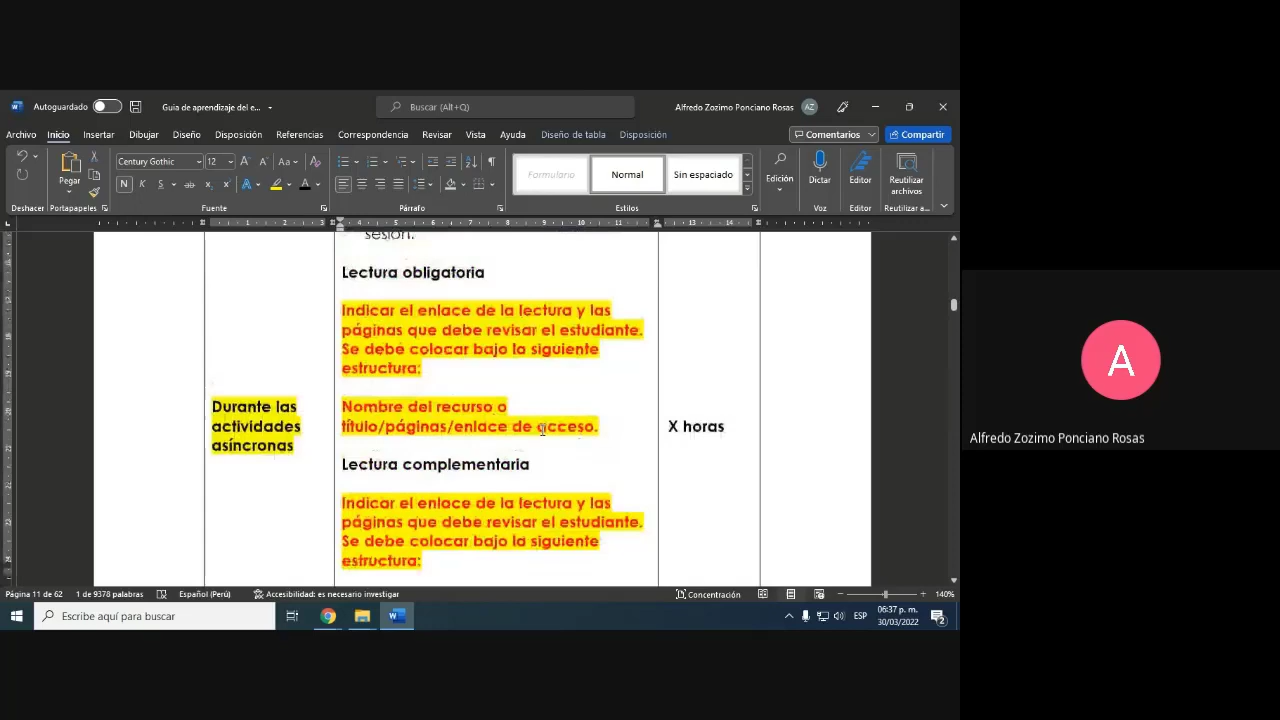 Autoguardado
Guia de aprendizaje del e...
Buscar (Alt+Q)
Alfredo Zozimo Ponciano Rosas
AZ
Archivo Inicio Insertar Dibujar Diseño Disposición Referencias Correspondencia Revisar Vista Ayuda Diseño de tabla Disposición
Comentarios
Compartir
Century Gothic
12
Pegar
Formulario
Normal
Sin espaciado
Edición
Dictar
Editor
Reutilizar
archivos
Deshacer
Portapapeles
Fuente
Párrafo
Estilos
Voz
Editor
Reutilizar a...
sesión.
Lectura obligatoria
Indicar el enlace de la lectura y las
páginas que debe revisar el estudiante.
Se debe colocar bajo la siguiente
estructura:
Durante las
actividades
asíncronas
Nombre del recurso o
título/páginas/enlace de acceso.
X horas
Lectura complementaria
Indicar el enlace de la lectura y las
páginas que debe revisar el estudiante.
Se debe colocar bajo la siguiente
estructura:
Página 11 de 62
1 de 9378 palabras
Español (Perú)
Accesibilidad: es necesario investigar
Concentración
140%
Escribe aquí para buscar
ESP
06:37 p. m.
30/03/2022
2
A
Alfredo Zozimo Ponciano Rosas